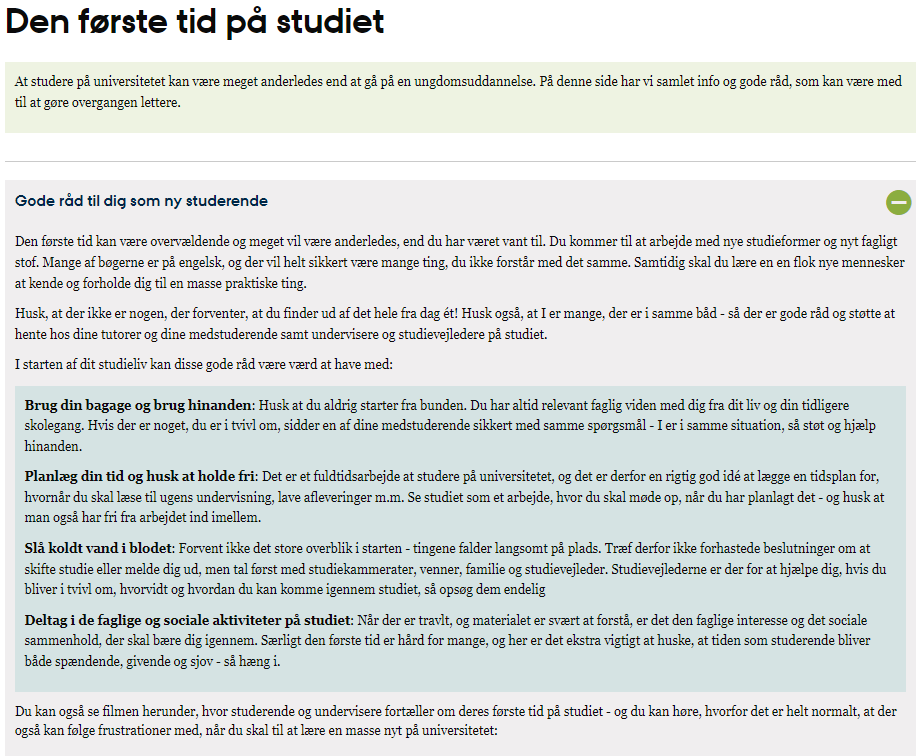 Den første tid på studiet
At studere på universitetet kan være meget anderledes end at gå på en ungdomsuddannelse. På denne side har vi samlet info og gode råd, som kan være med
til at gøre overgangen lettere.
Gode råd til dig som ny studerende
Den første tid kan være overvældende og meget vil være anderledes, end du har været vant til. Du kommer til at arbejde med nye studieformer og nyt fagligt
stof. Mange af bøgerne er på engelsk, og der vil helt sikkert være mange ting, du ikke forstår med det samme. Samtidig skal du lære en en flok nye mennesker
at kende og forholde dig til en masse praktiske ting.
Husk, at der ikke er nogen, der forventer, at du finder ud af det hele fra dag ét! Husk også, at I er mange, der er i samme båd - så der er gode råd og støtte at
hente hos dine tutorer og dine medstuderende samt undervisere og studievejledere på studiet.
I starten af dit studieliv kan disse gode råd være værd at have med:
Brug din bagage og brug hinanden: Husk at du aldrig starter fra bunden. Du har altid relevant faglig viden med dig fra dit liv og din tidligere
skolegang. Hvis der er noget, du er i tvivl om, sidder en af dine medstuderende sikkert med samme spørgsmål - I er i samme situation, så støt og hjælp
hinanden.
Planlæg din tid og husk at holde fri: Det er et fuldtidsarbejde at studere på universitetet, og det er derfor en rigtig god idé at lægge en tidsplan for,
hvornår du skal læse til ugens undervisning, lave afleveringer m.m. Se studiet som et arbejde, hvor du skal møde op, når du har planlagt det - og husk at
man også har fri fra arbejdet ind imellem.
Slå koldt vand i blodet: Forvent ikke det store overblik i starten - tingene falder langsomt på plads. Træf derfor ikke forhastede beslutninger om at
skifte studie eller melde dig ud, men tal først med studiekammerater, venner, familie og studievejleder. Studievejlederne er der for at hjælpe dig, hvis du
bliver i tvivl om, hvorvidt og hvordan du kan komme igennem studiet, så opsøg dem endelig
Deltag i de faglige og sociale aktiviteter på studiet: Når der er travlt, og materialet er svært at forstå, er det den faglige interesse og det sociale
sammenhold, der skal bære dig igennem. Særligt den første tid er hård for mange, og her er det ekstra vigtigt at huske, at tiden som studerende bliver
både spændende, givende og sjov - så hæng i.
Du kan også se filmen herunder, hvor studerende og undervisere fortæller om deres første tid på studiet - og du kan høre, hvorfor det er helt normalt, at der
også kan følge frustrationer med, når du skal til at lære en masse nyt på universitetet: